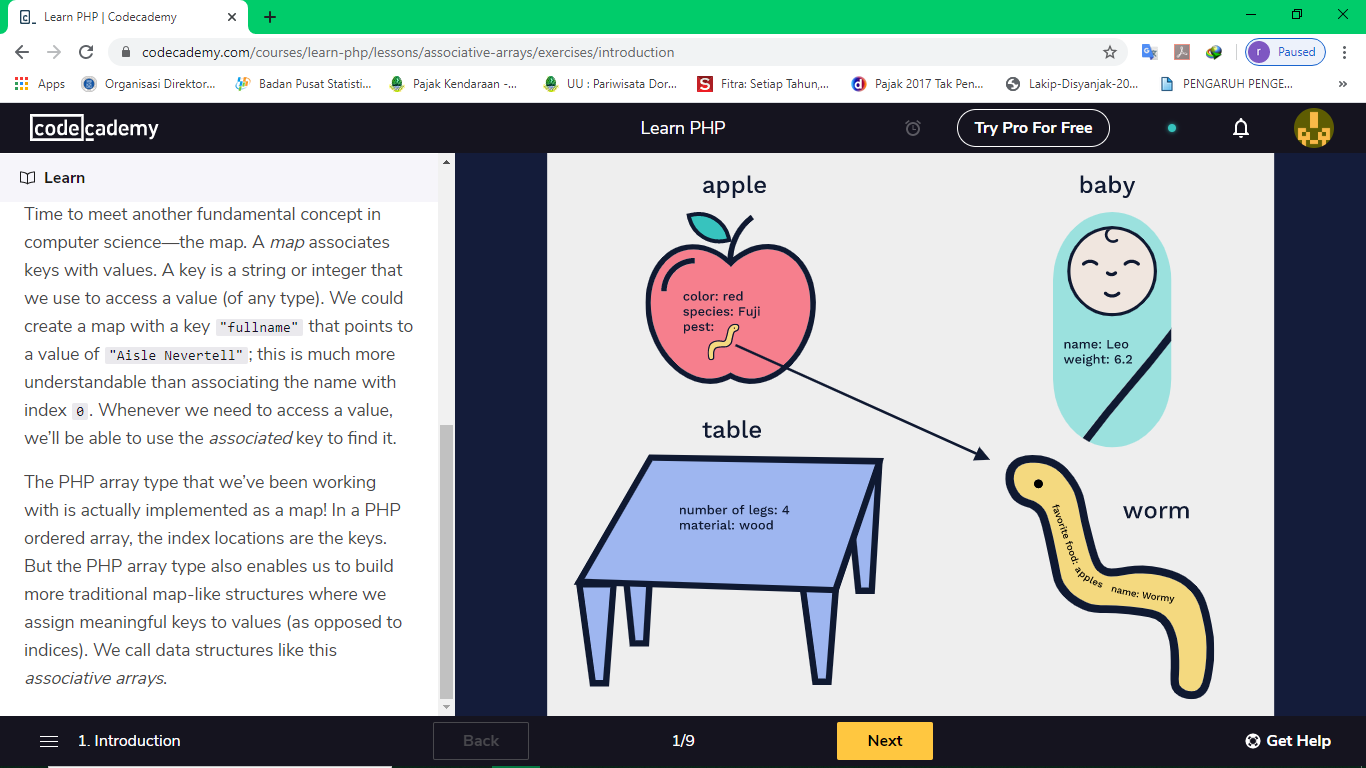 Learn PHP | Codecademy
codecademy.com/courses/learn-php/lessons/associative-arrays/exercises/introduction
r Paused
Apps
Organisasi Direktor...
Badan Pusat Statisti...
Pajak Kendaraan -...
UU : Pariwisata Dor...
Fitra: Setiap Tahun,...
Pajak 2017 Tak Pen...
Lakip-Disyanjak-20...
PENGARUH PENGE...
»
codecademy
Learn PHP
Try Pro For Free
Learn
Time to meet another fundamental concept in
computer science—the map. A map associates
keys with values. A key is a string or integer that
we use to access a value (of any type). We could
create a map with a key "fullname" that points to
a value of "Aisle Nevertell"; this is much more
understandable than associating the name with
index 0. Whenever we need to access a value,
we'll be able to use the associated key to find it.
The PHP array type that we've been working
with is actually implemented as a map! In a PHP
ordered array, the index locations are the keys.
But the PHP array type also enables us to build
more traditional map-like structures where we
assign meaningful keys to values (as opposed to
indices). We call data structures like this
associative arrays.
apple
color: red
species: Fuji
pest:
baby
name: Leo
weight: 6.2
table
number of legs: 4
material: wood
worm
favorite food: apples
name: Wormy
1. Introduction
Back
1/9
Next
Get Help